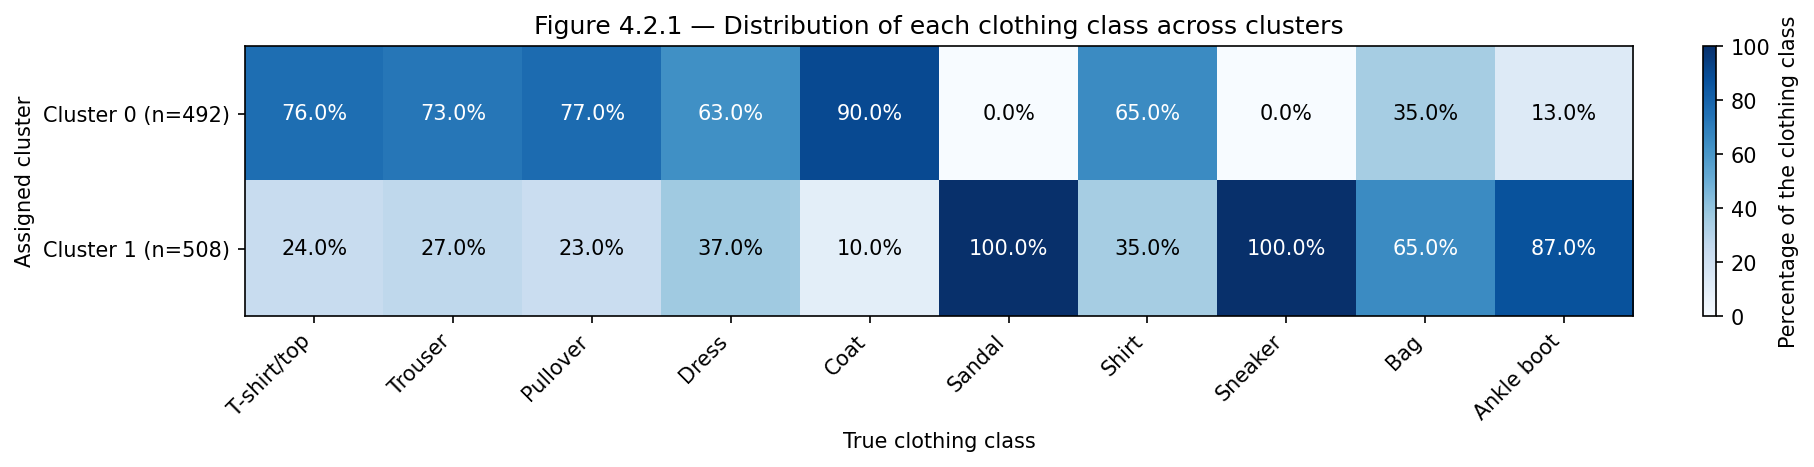 Figure 4.2.1 — Distribution of each clothing class across clusters
Assigned cluster
Cluster 0 (n=492)
76.0% 73.0% 77.0% 63.0% 90.0% 0.0% 65.0% 0.0% 35.0% 13.0%
Cluster 1 (n=508)
24.0% 27.0% 23.0% 37.0% 10.0% 100.0% 35.0% 100.0% 65.0% 87.0%
T-shirt/top
Trouser
Pullover
Dress
Coat
Sandal
Shirt
Sneaker
Bag
Ankle boot
True clothing class
100
80
60
40
20
0
Percentage of the clothing class